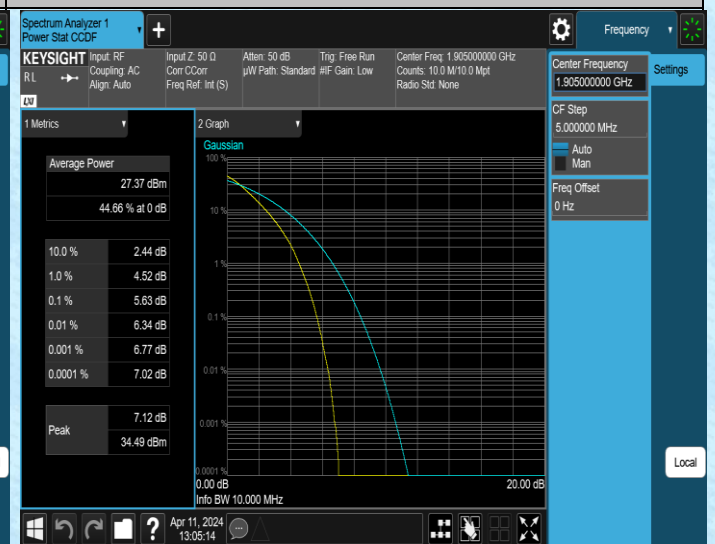 Spectrum Analyzer 1
Power Stat CCDF
Frequency
KEYSIGHT
RL
LXI
Input: RF
Coupling: AC
Align: Auto
Input Z: 50 Ω
Corr CCorr
Freq Ref: Int (S)
Atten: 50 dB
µW Path: Standard
Trig: Free Run
#IF Gain: Low
Center Freq: 1.905000000 GHz
Counts: 10.0 M/10.0 Mpt
Radio Std: None
Center Frequency
1.905000000 GHz
Settings
CF Step
5.000000 MHz
Auto
Man
Freq Offset
0 Hz
1 Metrics
Average Power
27.37 dBm
44.66 % at 0 dB
10.0 % 2.44 dB
1.0 % 4.52 dB
0.1 % 5.63 dB
0.01 % 6.34 dB
0.001 % 6.77 dB
0.0001 % 7.02 dB
Peak
7.12 dB
34.49 dBm
2 Graph
Gaussian
100 %
10 %
1 %
0.1 %
0.01 %
0.001 %
0.0001 %
0.00 dB 20.00 dB
Info BW 10.000 MHz
Local
?
Apr 11, 2024
13:05:14